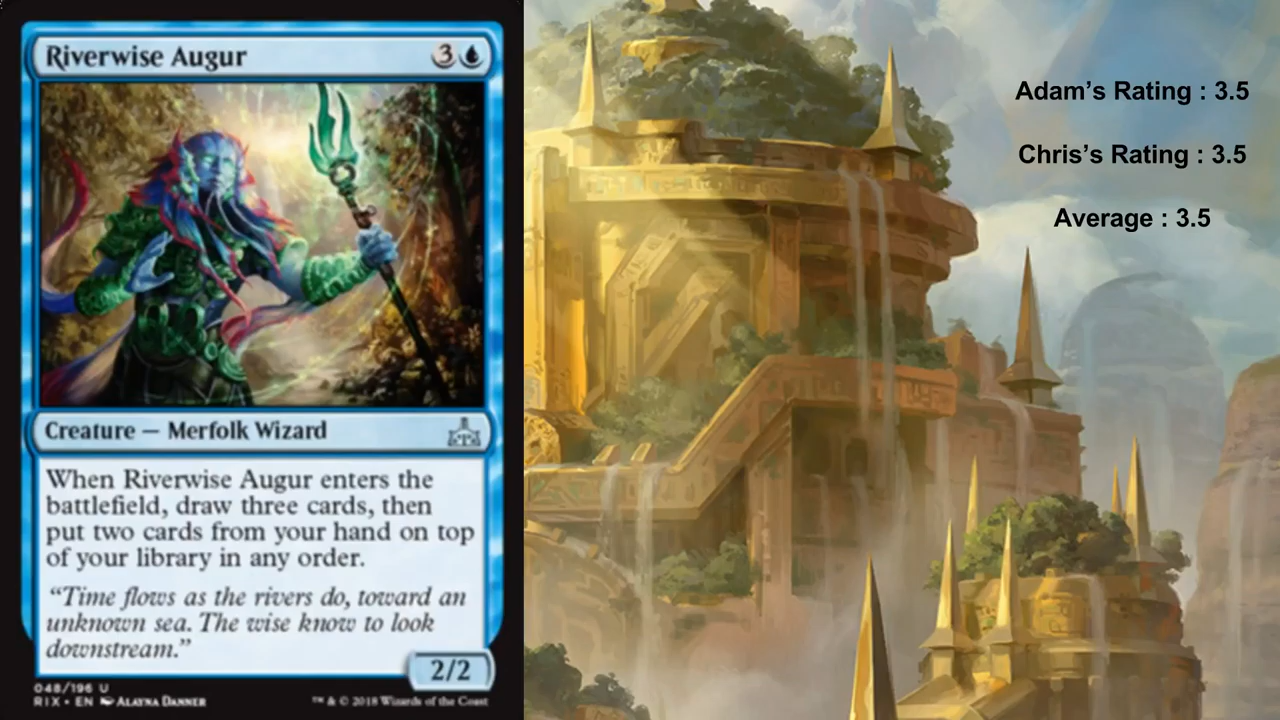 Riverwise Augur 3
Creature — Merfolk Wizard
When Riverwise Augur enters the
battlefield, draw three cards, then
put two cards from your hand on top
of your library in any order.
“Time flows as the rivers do, toward an
unknown sea. The wise know to look
downstream.”
2/2
048/196 U
RIX • EN ALAYNA DANNER
™ & © 2018 Wizards of the Coast
Adam’s Rating : 3.5
Chris’s Rating : 3.5
Average : 3.5